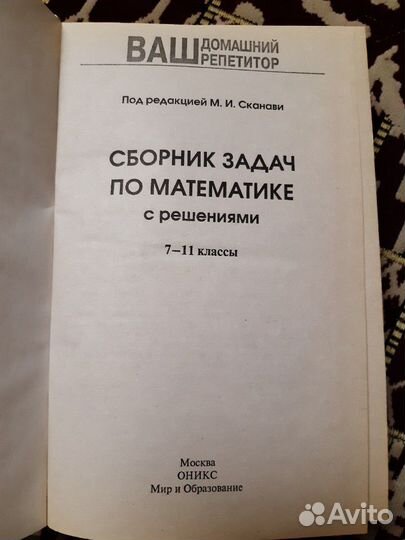 ВАШ ДОМАШНИЙ
РЕПЕТИТОР
Под редакцией М. И. Сканави
СБОРНИК ЗАДАЧ
ПО МАТЕМАТИКЕ
с решениями
7–11 классы
Москва
ОНИКС
Мир и Образование
Avito